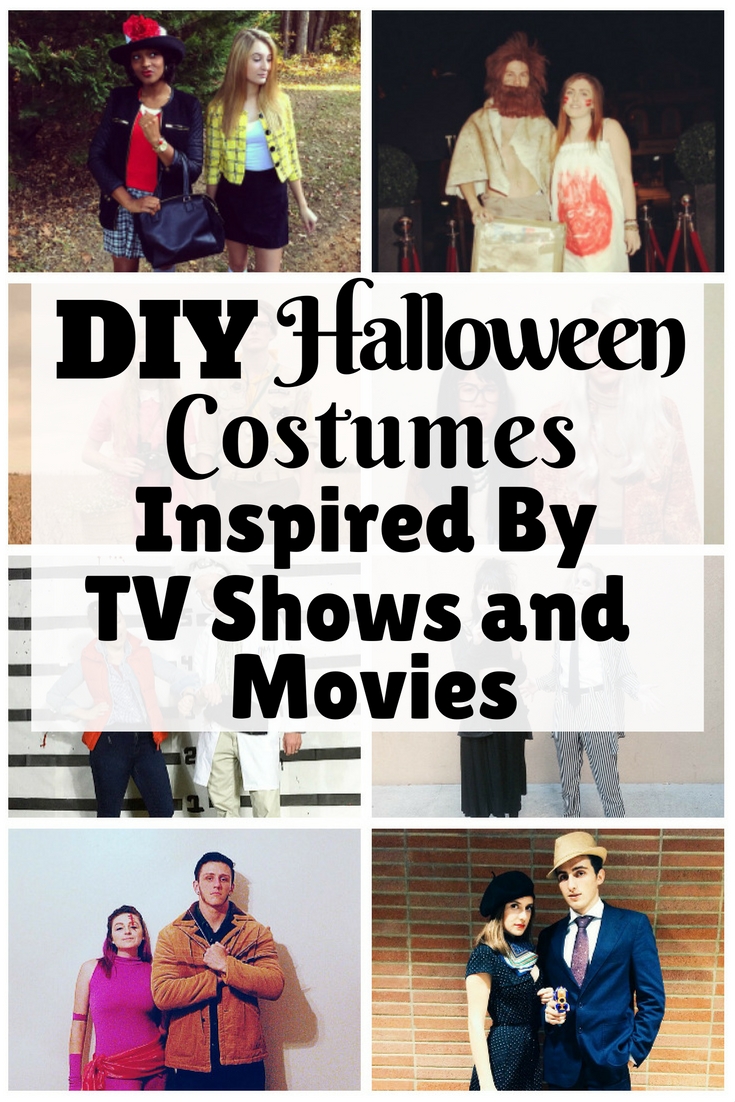 DIY Halloween
Costumes
Inspired By
TV Shows and
Movies